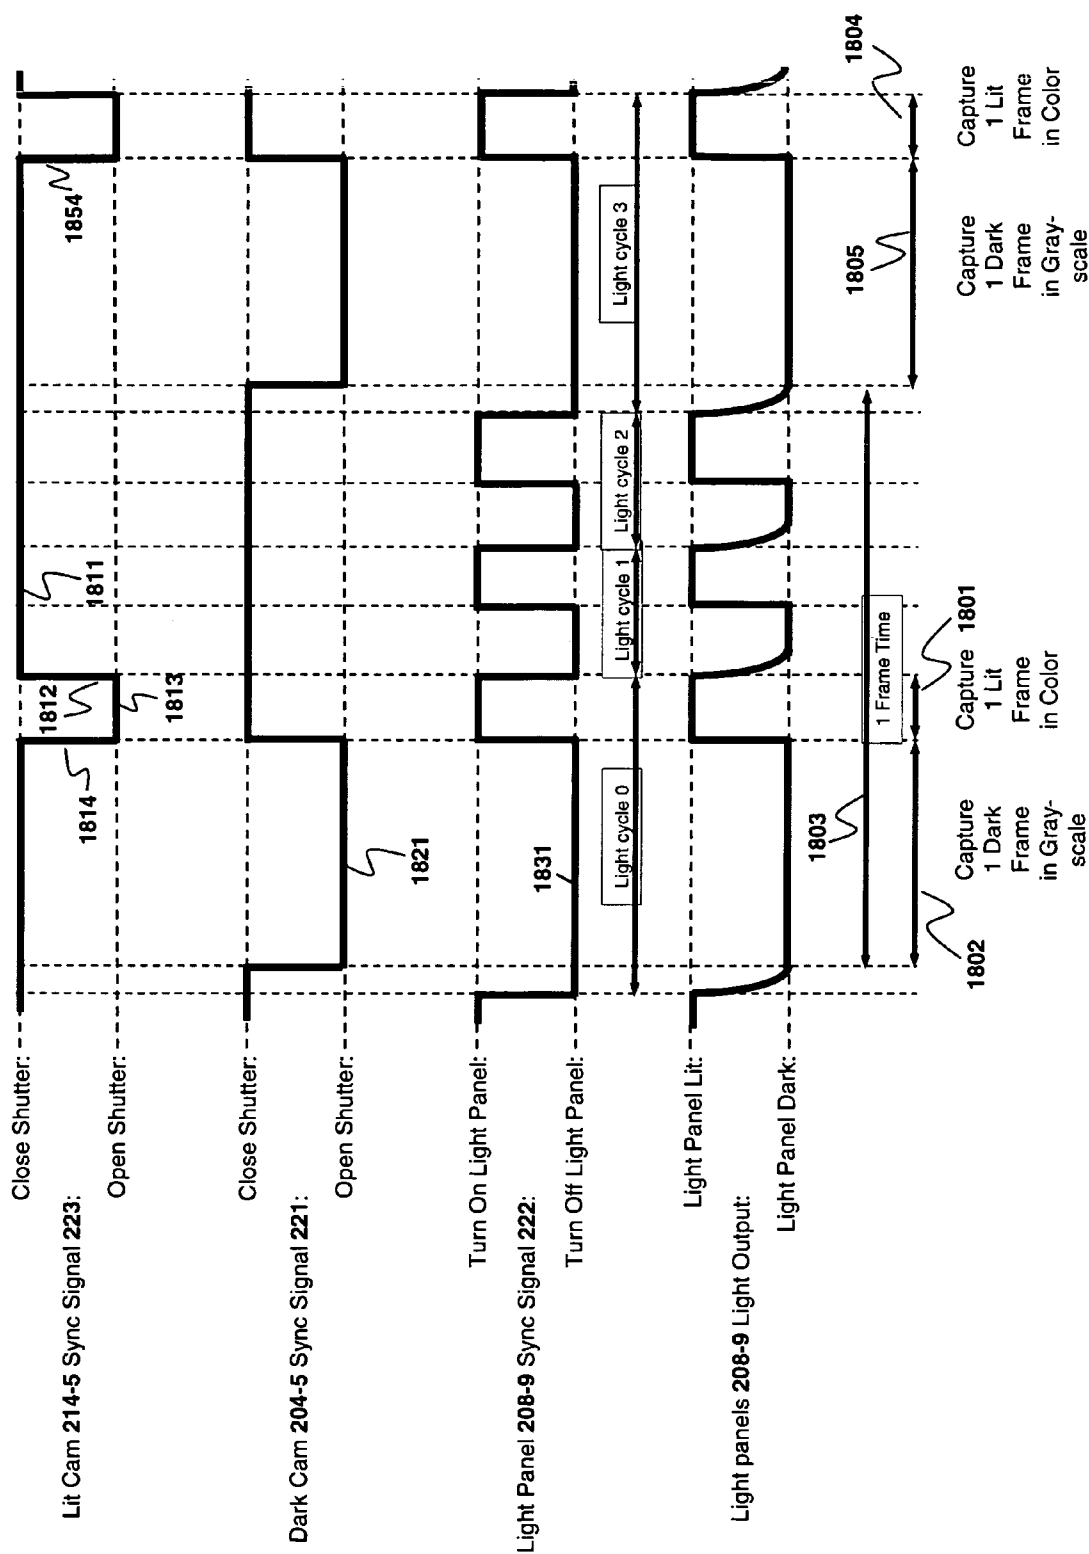 Lit Cam 214-5 Sync Signal 223:
Close Shutter:
Open Shutter:
1814
1812
1813
1811
1854
Dark Cam 204-5 Sync Signal 221:
Close Shutter:
Open Shutter:
1821
Light Panel 208-9 Sync Signal 222:
Turn On Light Panel:
Turn Off Light Panel:
1831
Light cycle 0
Light cycle 1
Light cycle 2
Light cycle 3
Light panels 208-9 Light Output:
Light Panel Lit:
Light Panel Dark:
1803
1 Frame Time
1802
Capture
1 Dark
Frame
in Gray-
scale
1801
Capture
1 Lit
Frame
in Color
1805
Capture
1 Dark
Frame
in Gray-
scale
1804
Capture
1 Lit
Frame
in Color